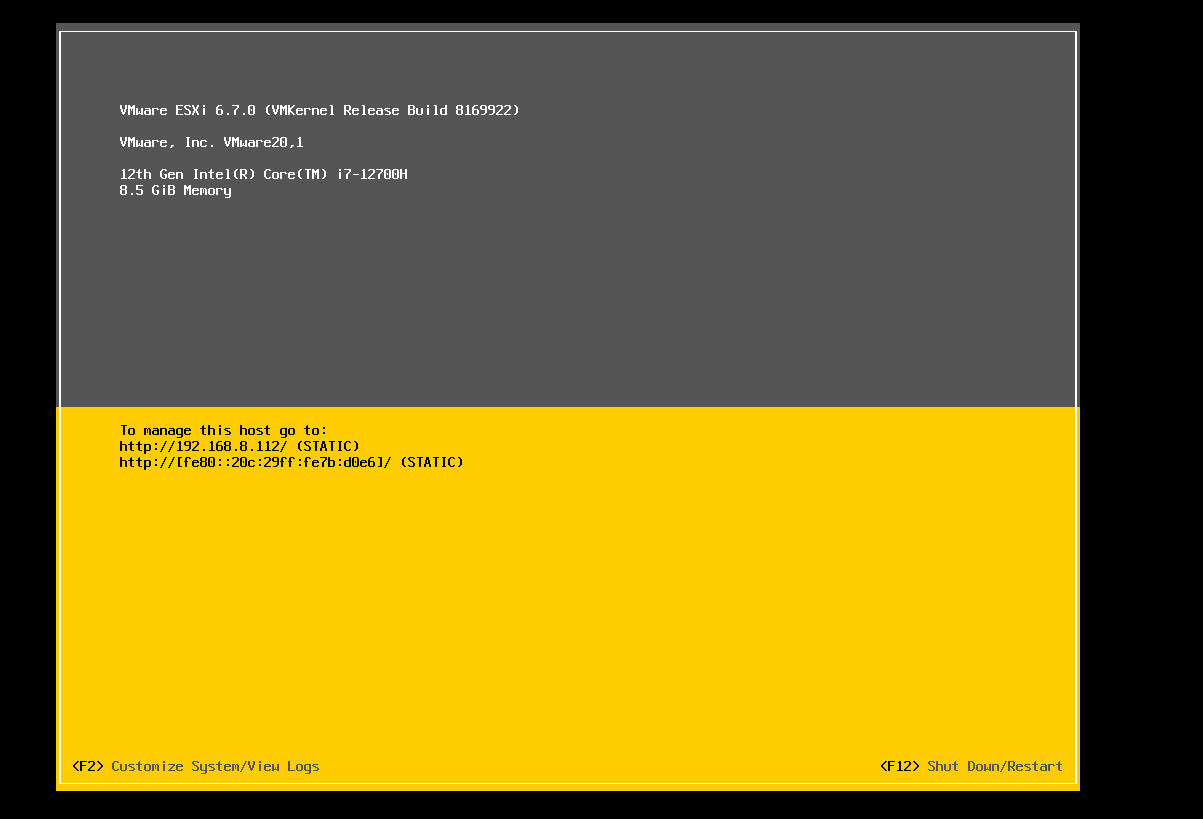 VMware ESXi 6.7.0 (VMKernel Release Build 8169922)
VMware, Inc. VMware20,1
12th Gen Intel(R) Core(TM) i7-12700H
8.5 GiB Memory
To manage this host go to:
http://192.168.8.112/ (STATIC)
http://[fe80::20c:29ff:fe7b:d0e6]/ (STATIC)
<F2> Customize System/View Logs
<F12> Shut Down/Restart